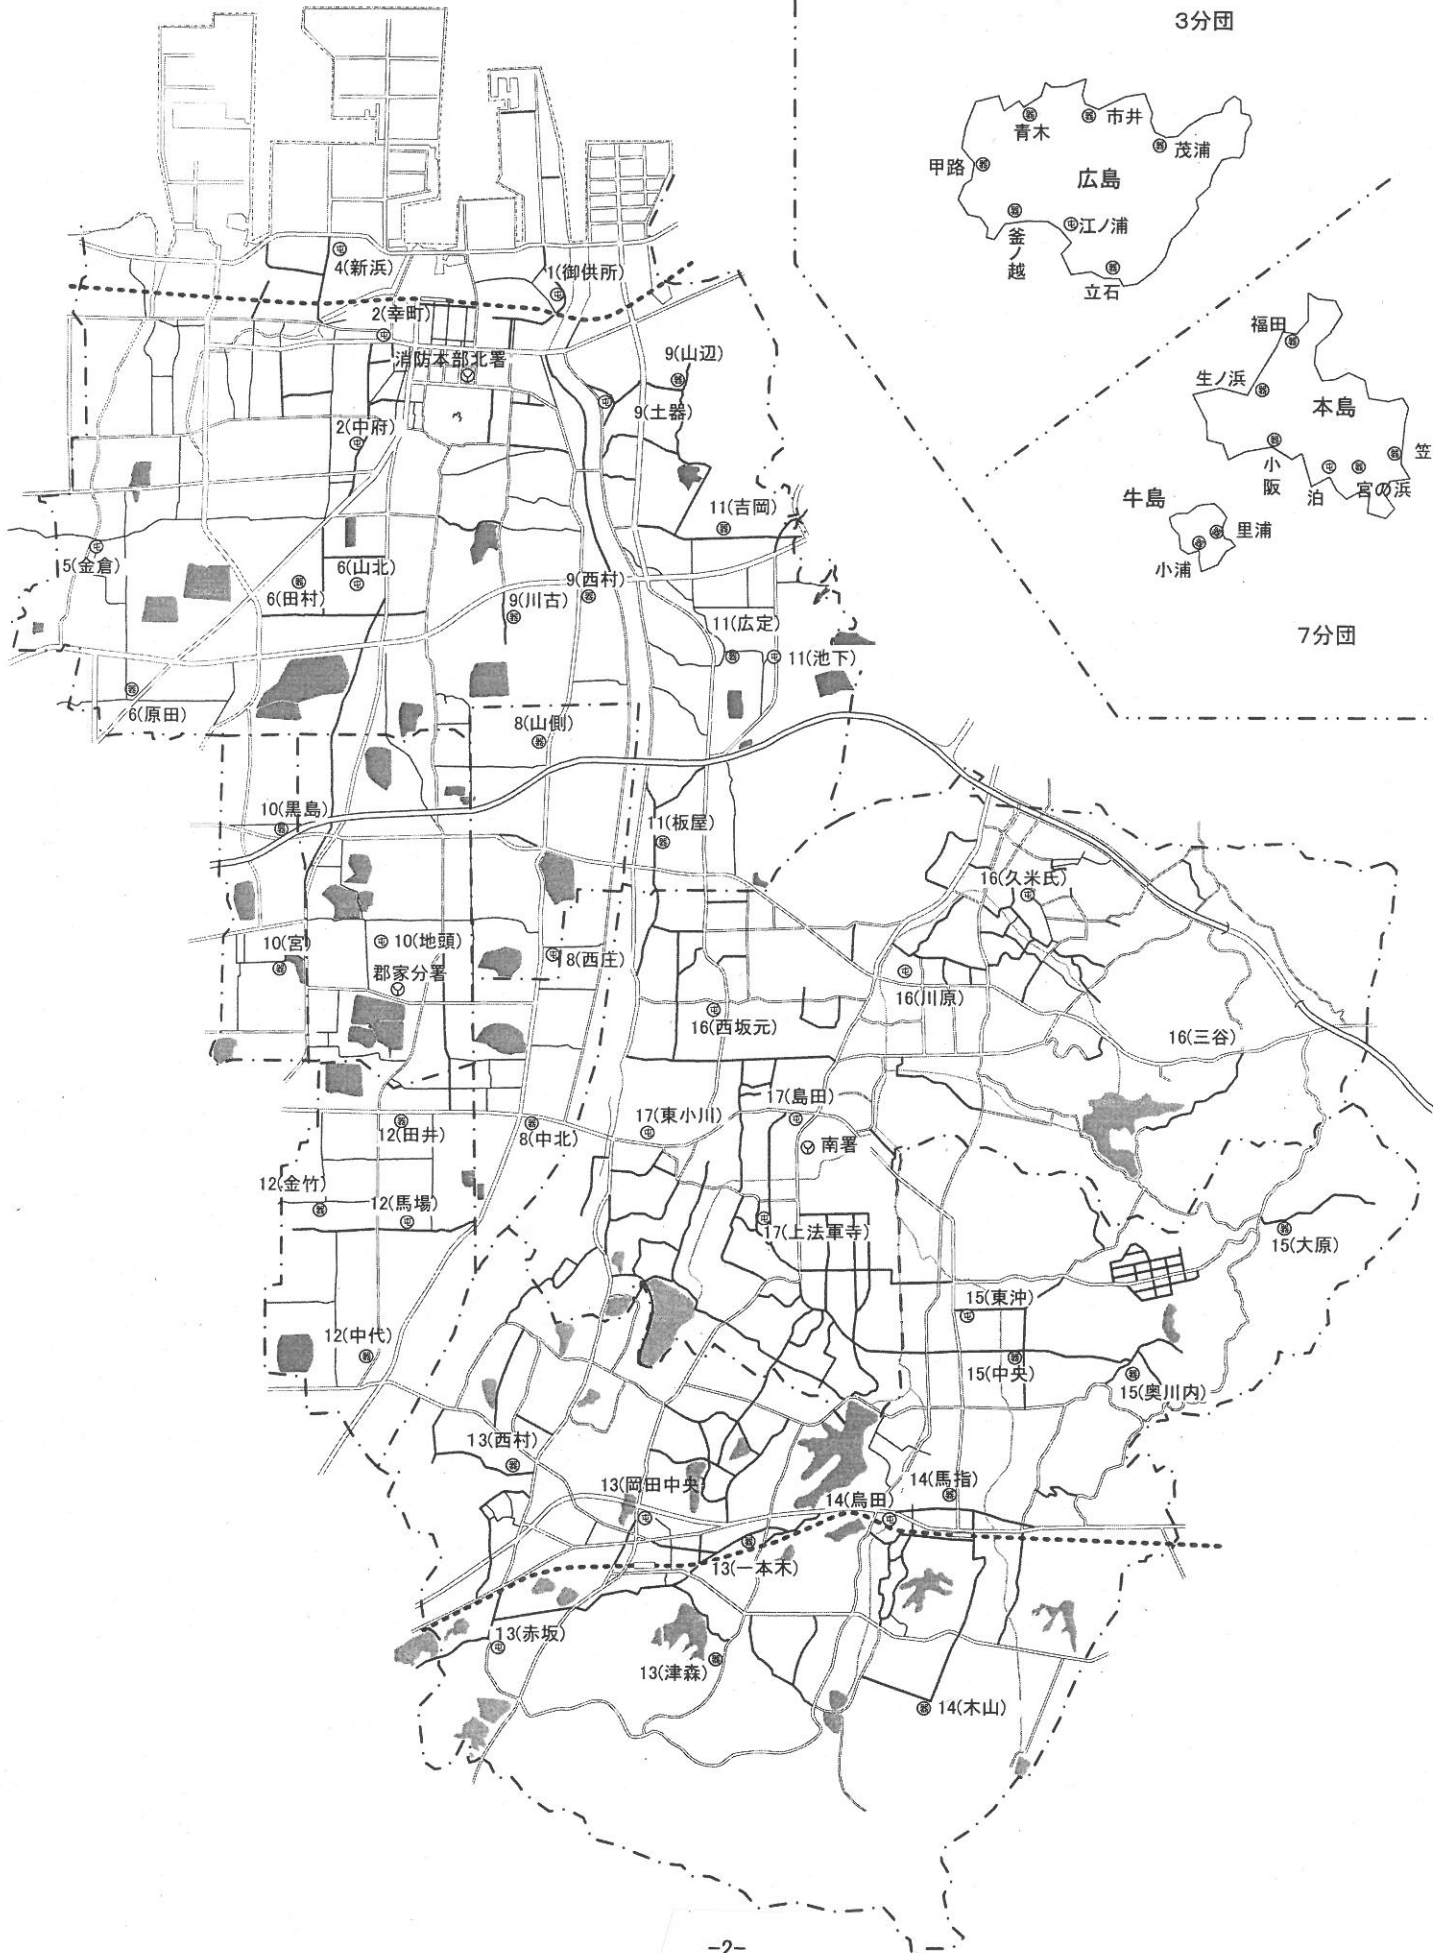 3分団
青木
市井
茂浦
甲路
広島
釜ノ越
江ノ浦
立石
福田
生ノ浜
本島
小阪
泊
宮の浜
笠
牛島
里浦
小浦
7分団
4(新浜)
1(御供所)
2(幸町)
消防本部北署
9(山辺)
9(土器)
2(中府)
11(吉岡)
5(金倉)
6(田村)
6(山北)
9(西村)
9(川古)
11(広定)
11(池下)
6(原田)
8(山側)
10(黒島)
11(板屋)
16(久米氏)
10(宮)
10(地頭)
郡家分署
8(西庄)
16(川原)
16(西坂元)
16(三谷)
12(田井)
8(中北)
17(東小川)
17(島田)
南署
12(金竹)
12(馬場)
17(上法軍寺)
15(大原)
12(中代)
15(東沖)
15(中央)
15(奥川内)
13(西村)
13(岡田中央)
14(鳥田)
14(馬指)
13(一本木)
13(赤坂)
13(津森)
14(木山)
-2-